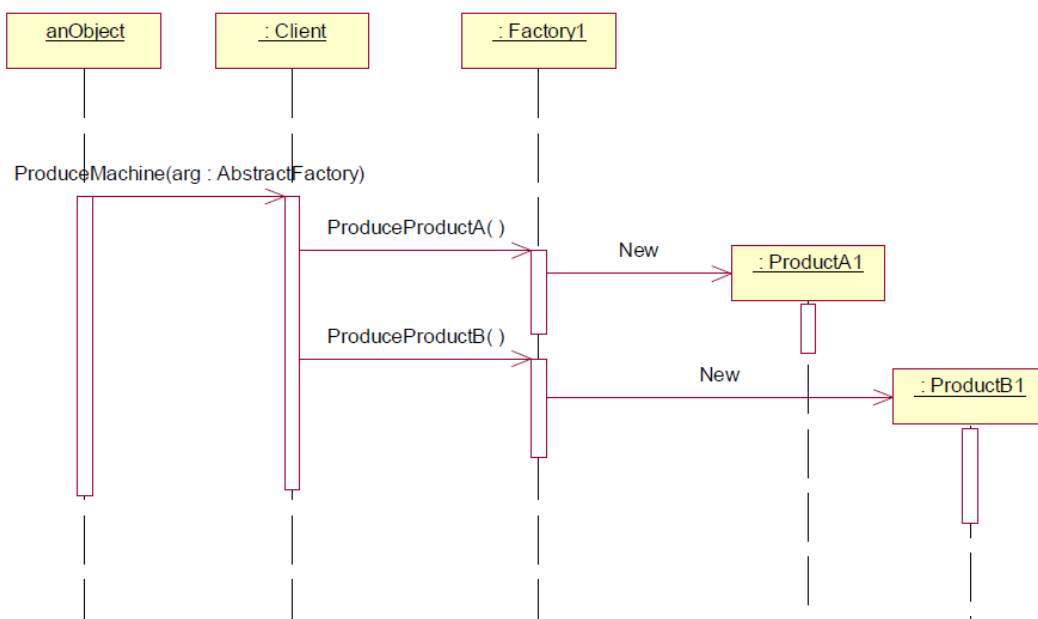 anObject
: Client
: Factory1
ProduceMachine(arg : AbstractFactory)
ProduceProductA( )
New
: ProductA1
ProduceProductB( )
New
: ProductB1